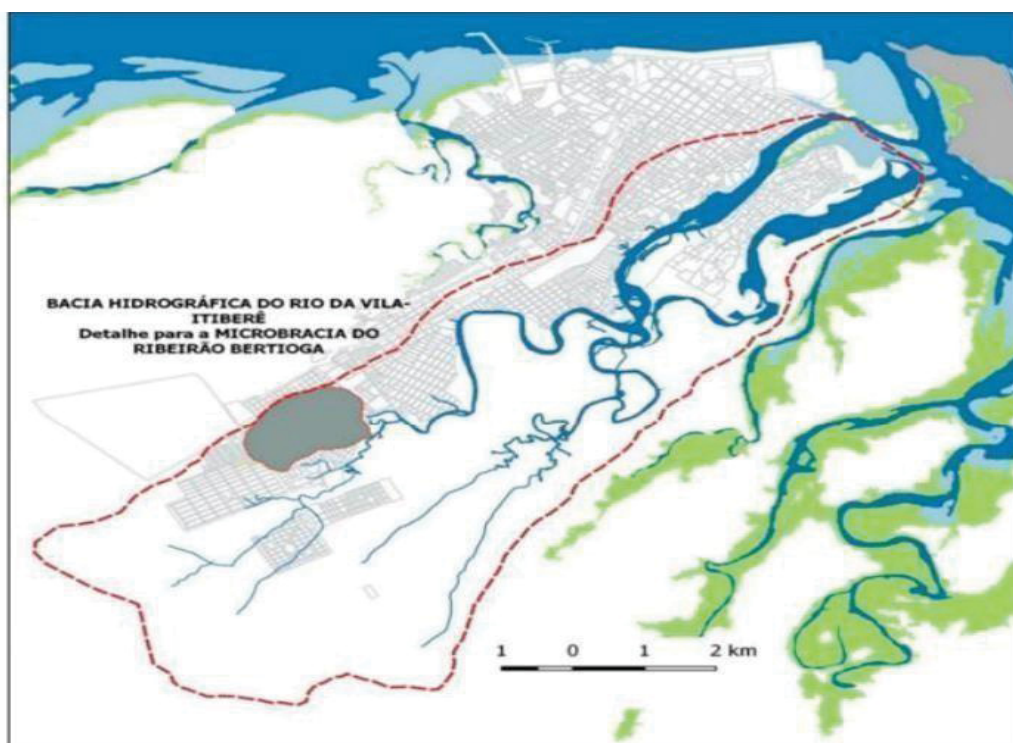 BACIA HIDROGRÁFICA DO RIO DA VILA-
ITIBERÊ
Detalhe para a MICROBRACIA DO
RIBEIRÃO BERTIOGA
1 0 1 2 km